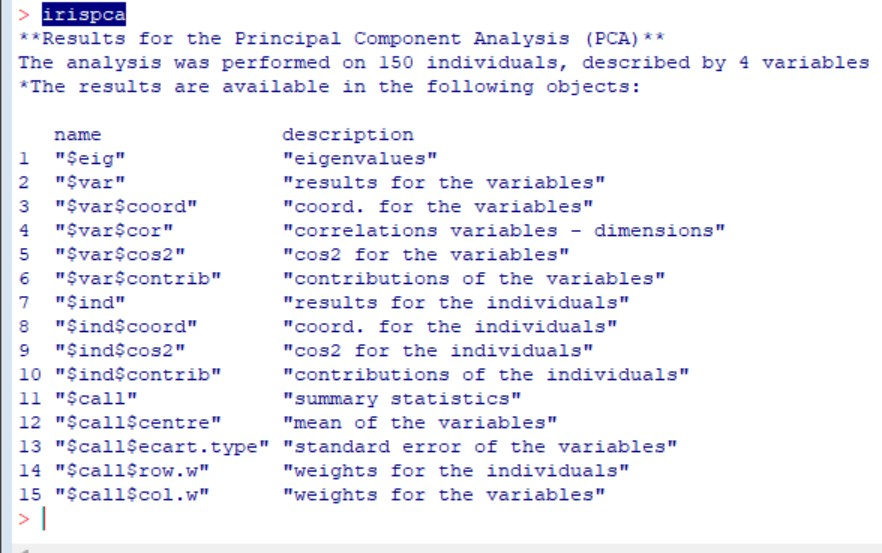 > irispca
**Results for the Principal Component Analysis (PCA)**
The analysis was performed on 150 individuals, described by 4 variables
*The results are available in the following objects:
name description
1 "$eig" "eigenvalues"
2 "$var" "results for the variables"
3 "$var$coord" "coord. for the variables"
4 "$var$cor" "correlations variables - dimensions"
5 "$var$cos2" "cos2 for the variables"
6 "$var$contrib" "contributions of the variables"
7 "$ind" "results for the individuals"
8 "$ind$coord" "coord. for the individuals"
9 "$ind$cos2" "cos2 for the individuals"
10 "$ind$contrib" "contributions of the individuals"
11 "$call" "summary statistics"
12 "$call$centre" "mean of the variables"
13 "$call$ecart.type" "standard error of the variables"
14 "$call$row.w" "weights for the individuals"
15 "$call$col.w" "weights for the variables"
>